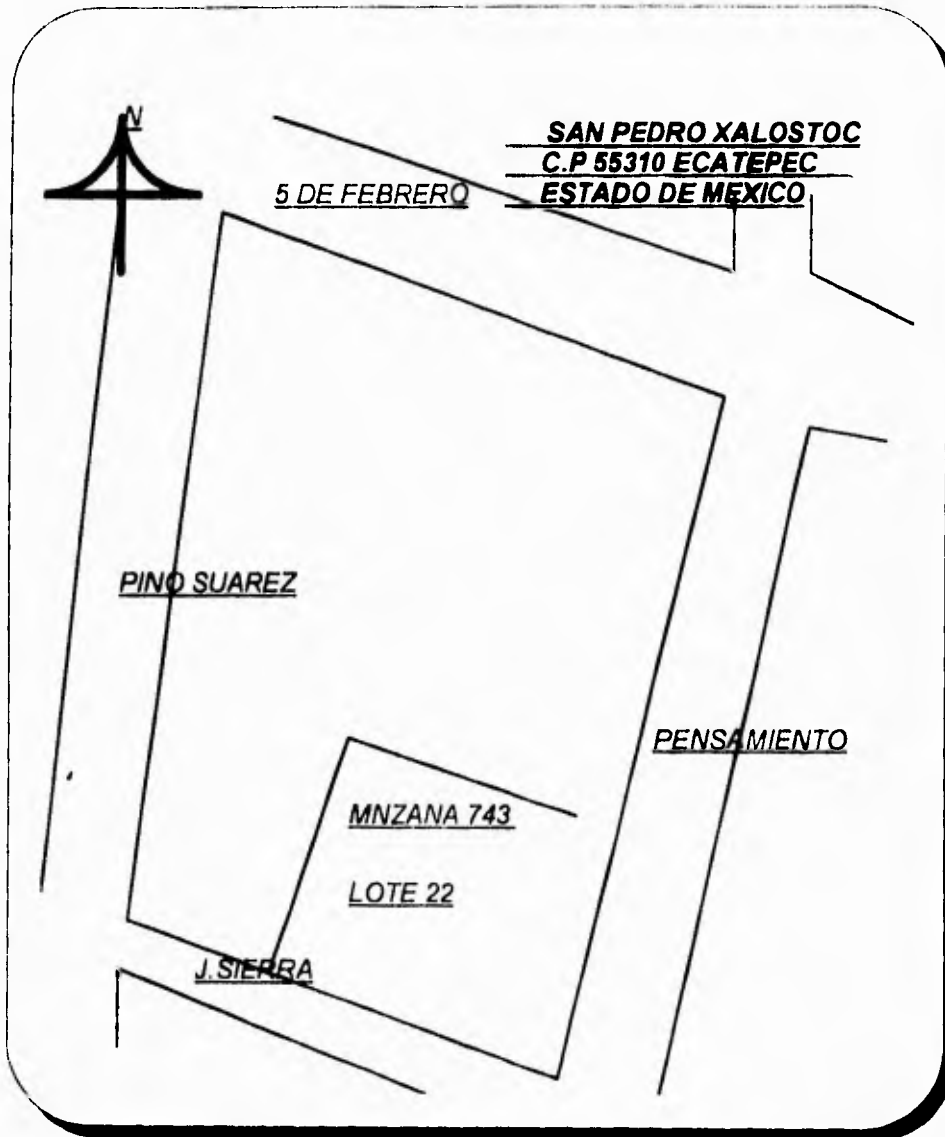 N
SAN PEDRO XALOSTOC
C.P 55310 ECATEPEC
ESTADO DE MEXICO
5 DE FEBRERO
PINO SUAREZ
PENSAMIENTO
MNZANA 743
LOTE 22
J. SIERRA